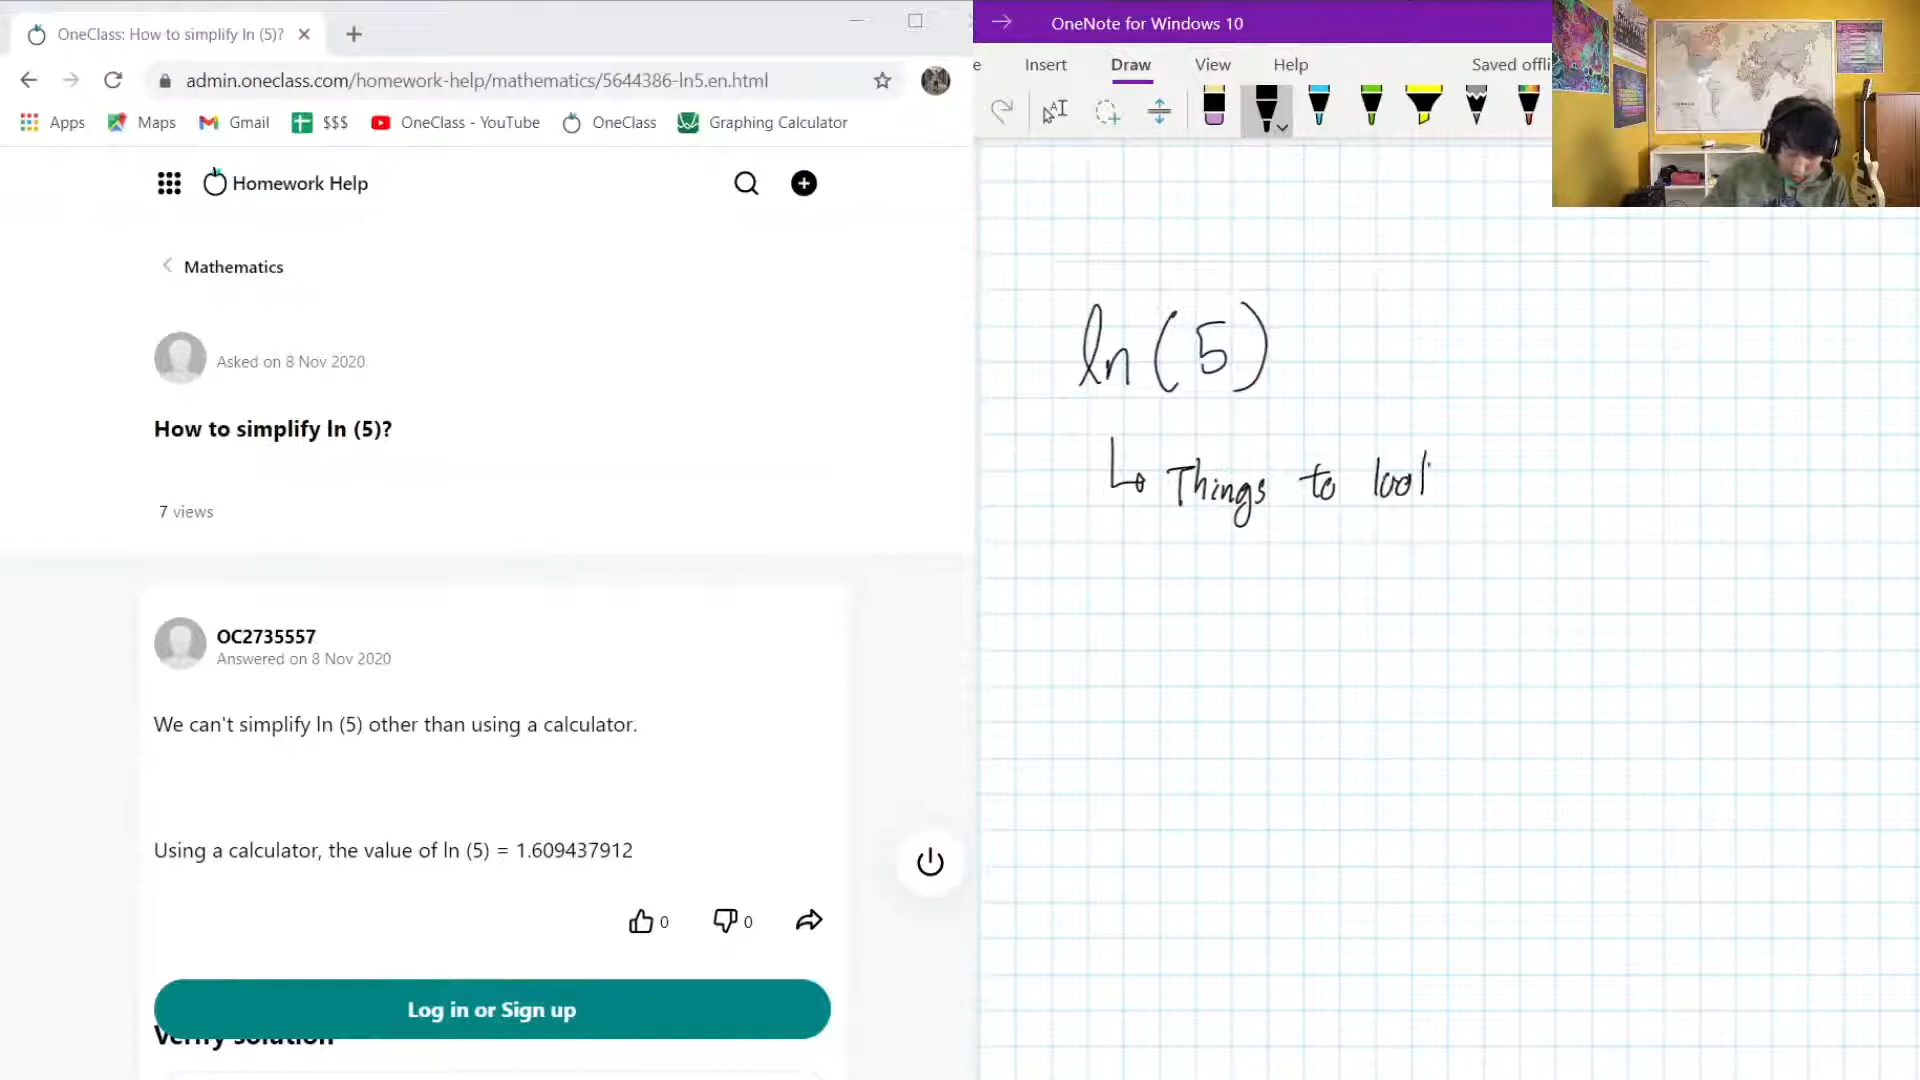 OneClass: How to simplify ln (5)?
OneNote for Windows 10
admin.oneclass.com/homework-help/mathematics/5644386-ln5.en.html
Insert Draw View Help Saved offli
Apps Maps Gmail $$$ OneClass - YouTube OneClass Graphing Calculator
Homework Help
Mathematics
Asked on 8 Nov 2020
How to simplify ln (5)?
7 views
OC2735557
Answered on 8 Nov 2020
We can't simplify ln (5) other than using a calculator.
Using a calculator, the value of ln (5) = 1.609437912
0 0
Log in or Sign up
Verify solution
ln (5)
↳ Things to look